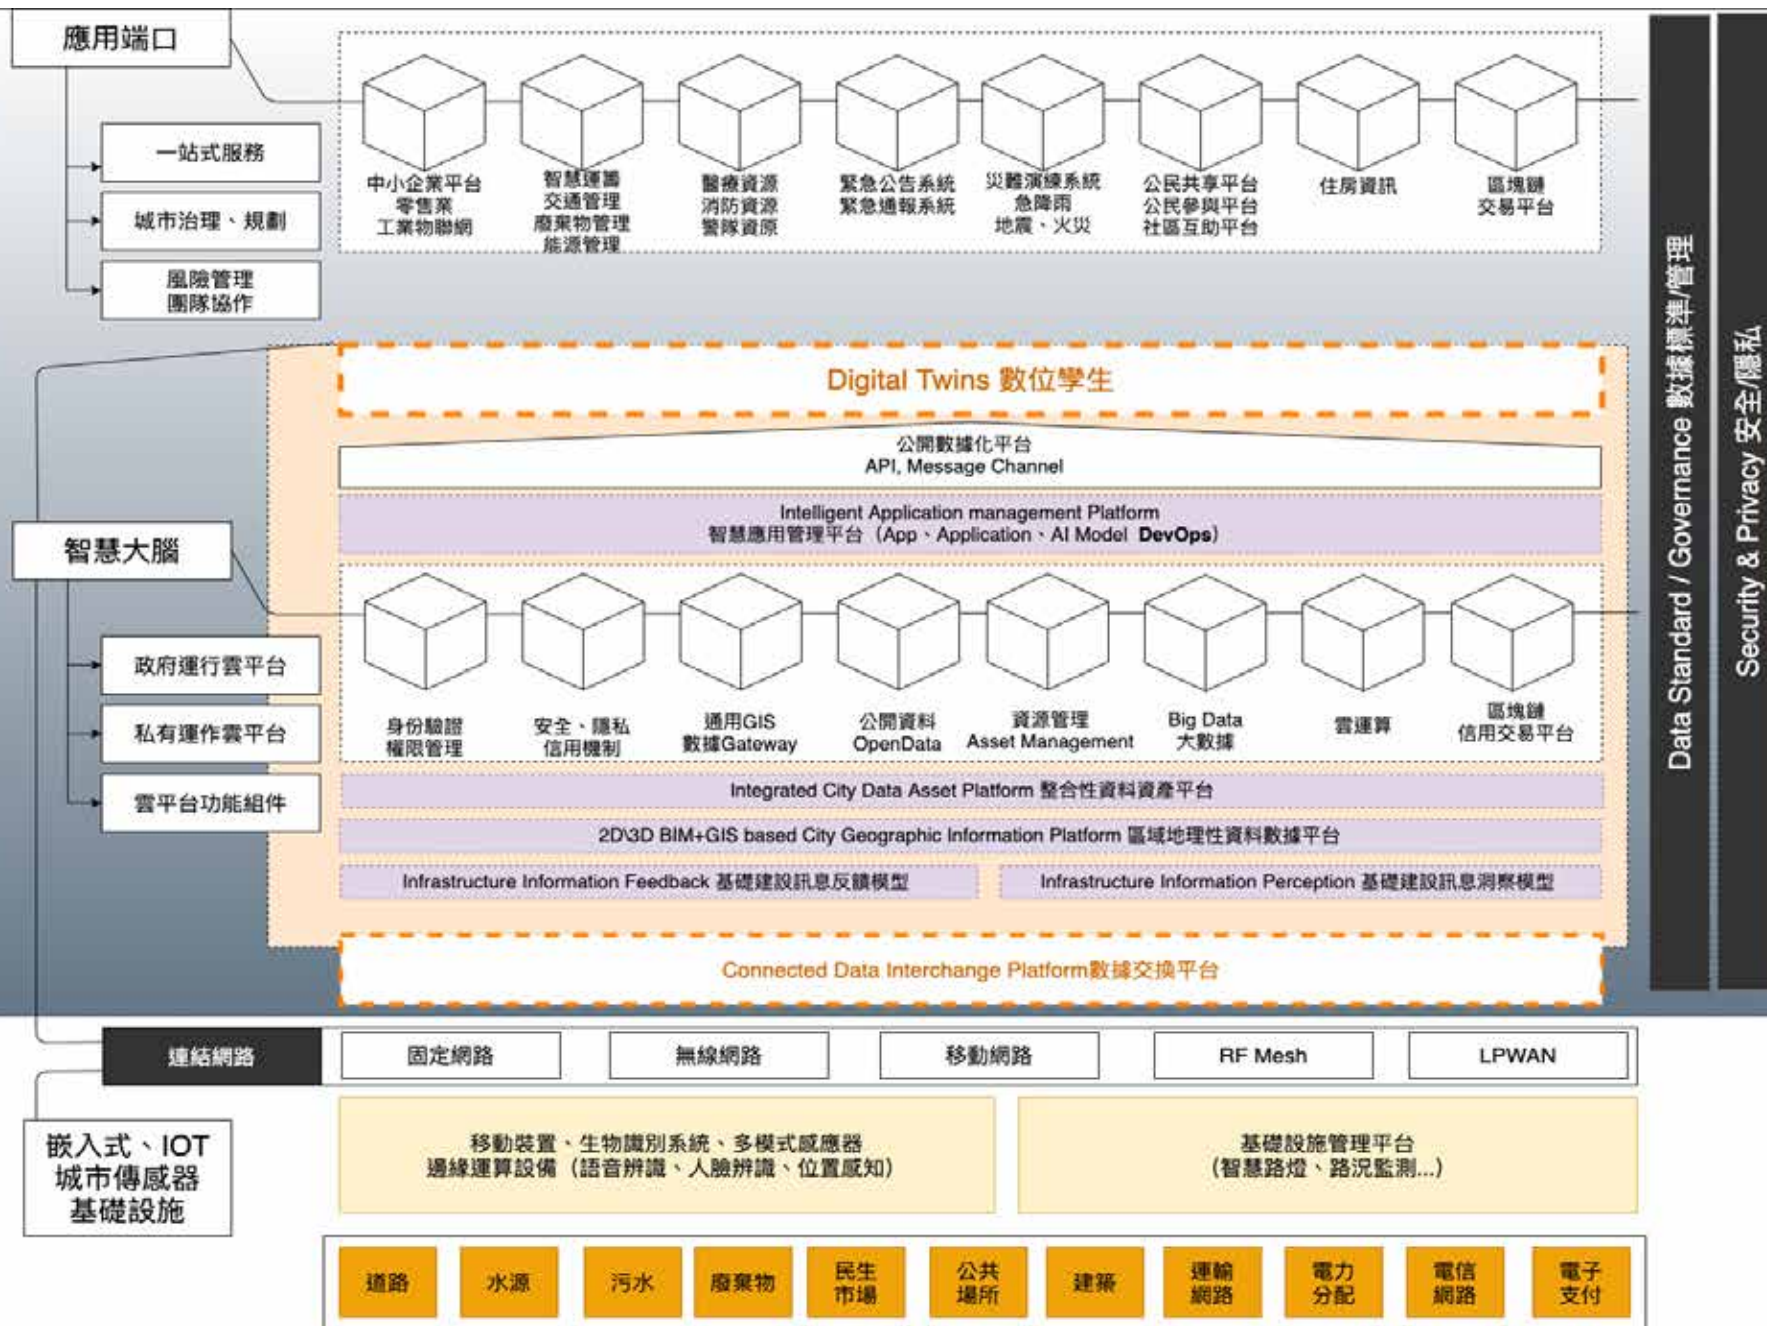 應用端口
一站式服務
城市治理、規劃
風險管理
團隊協作
中小企業平台
零售業
工業物聯網
智慧運籌
交通管理
廢棄物管理
能源管理
醫療資源
消防資源
警隊資原
緊急公告系統
緊急通報系統
災難演練系統
急降雨
地震、火災
公民共享平台
公民參與平台
社區互助平台
住房資訊
區塊鏈
交易平台
Digital Twins 數位孿生
公開數據化平台
API, Message Channel
Intelligent Application management Platform
智慧應用管理平台（App、Application、AI Model DevOps）
智慧大腦
政府運行雲平台
私有運作雲平台
雲平台功能組件
身份驗證
權限管理
安全、隱私
信用機制
通用GIS
數據Gateway
公開資料
OpenData
資源管理
Asset Management
Big Data
大數據
雲運算
區塊鏈
信用交易平台
Integrated City Data Asset Platform 整合性資料資產平台
2D\3D BIM+GIS based City Geographic Information Platform 區域地理性資料數據平台
Infrastructure Information Feedback 基礎建設訊息反饋模型
Infrastructure Information Perception 基礎建設訊息洞察模型
Connected Data Interchange Platform數據交換平台
Data Standard / Governance 數據標準/管理
Security & Privacy 安全/隱私
連結網路
固定網路
無線網路
移動網路
RF Mesh
LPWAN
嵌入式、IOT
城市傳感器
基礎設施
移動裝置、生物識別系統、多模式感應器
邊緣運算設備（語音辨識、人臉辨識、位置感知）
基礎設施管理平台
(智慧路燈、路況監測...)
道路
水源
污水
廢棄物
民生
市場
公共
場所
建築
運輸
網路
電力
分配
電信
網路
電子
支付